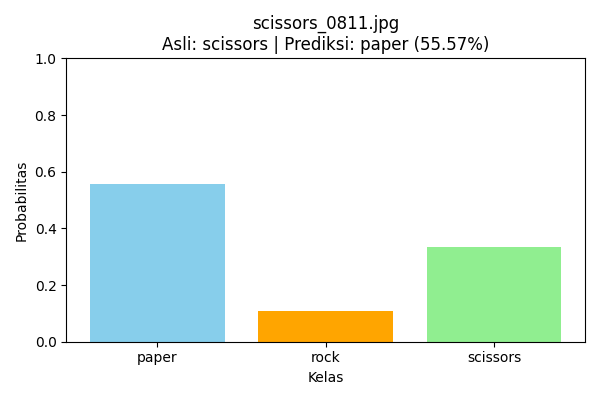 scissors_0811.jpg
Asli: scissors | Prediksi: paper (55.57%)
1.0
0.8
0.6
0.4
0.2
0.0
Probabilitas
paper rock scissors
Kelas